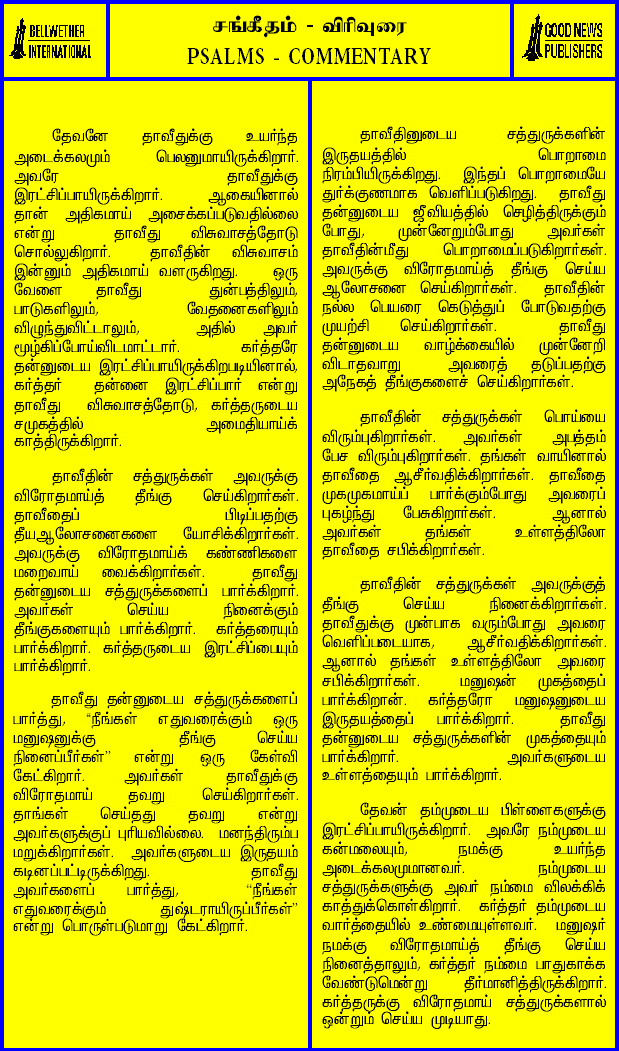 BELLWETHER
INTERNATIONAL
சங்கீதம் - விரிவுரை
PSALMS - COMMENTARY
GOOD NEWS
PUBLISHERS
தேவனே தாவீதுக்கு உயர்ந்த
அடைக்கலமும் பெலனுமாயிருக்கிறார்.
அவரே தாவீதுக்கு
இரட்சிப்பாயிருக்கிறார். ஆகையினால்
தான் அதிகமாய் அசைக்கப்படுவதில்லை
என்று தாவீது விசுவாசத்தோடு
சொல்லுகிறார். தாவீதின் விசுவாசம்
இன்னும் அதிகமாய் வளருகிறது. ஒரு
வேளை தாவீது துன்பத்திலும்,
பாடுகளிலும், வேதனைகளிலும்
விழுந்துவிட்டாலும், அதில் அவர்
மூழ்கிப்போய்விடமாட்டார். கர்த்தரே
தன்னுடைய இரட்சிப்பாயிருக்கிறபடியினால்,
கர்த்தர் தன்னை இரட்சிப்பார் என்று
தாவீது விசுவாசத்தோடு, கர்த்தருடைய
சமுகத்தில் அமைதியாய்க்
காத்திருக்கிறார்.
தாவீதின் சத்துருக்கள் அவருக்கு
விரோதமாய்த் தீங்கு செய்கிறார்கள்.
தாவீதைப் பிடிப்பதற்கு
தீயஆலோசனைகளை யோசிக்கிறார்கள்.
அவருக்கு விரோதமாய்க் கண்ணிகளை
மறைவாய் வைக்கிறார்கள். தாவீது
தன்னுடைய சத்துருக்களைப் பார்க்கிறார்.
அவர்கள் செய்ய நினைக்கும்
தீங்குகளையும் பார்க்கிறார். கர்த்தரையும்
பார்க்கிறார். கர்த்தருடைய இரட்சிப்பையும்
பார்க்கிறார்.
தாவீது தன்னுடைய சத்துருக்களைப்
பார்த்து, “நீங்கள் எதுவரைக்கும் ஒரு
மனுஷனுக்கு தீங்கு செய்ய
நினைப்பீர்கள்” என்று ஒரு கேள்வி
கேட்கிறார். அவர்கள் தாவீதுக்கு
விரோதமாய் தவறு செய்கிறார்கள்.
தாங்கள் செய்தது தவறு என்று
அவர்களுக்குப் புரியவில்லை. மனந்திரும்ப
மறுக்கிறார்கள். அவர்களுடைய இருதயம்
கடினப்பட்டிருக்கிறது. தாவீது
அவர்களைப் பார்த்து, “நீங்கள்
எதுவரைக்கும் துஷ்டராயிருப்பீர்கள்”
என்று பொருள்படுமாறு கேட்கிறார்.
தாவீதினுடைய சத்துருக்களின்
இருதயத்தில் பொறாமை
நிரம்பியிருக்கிறது. இந்தப் பொறாமையே
துர்க்குணமாக வெளிப்படுகிறது. தாவீது
தன்னுடைய ஜீவியத்தில் செழித்திருக்கும்
போது, முன்னேறும்போது அவர்கள்
தாவீதின்மீது பொறாமைப்படுகிறார்கள்.
அவருக்கு விரோதமாய்த் தீங்கு செய்ய
ஆலோசனை செய்கிறார்கள். தாவீதின்
நல்ல பெயரை கெடுத்துப் போடுவதற்கு
முயற்சி செய்கிறார்கள். தாவீது
தன்னுடைய வாழ்க்கையில் முன்னேறி
விடாதவாறு அவரைத் தடுப்பதற்கு
அநேகத் தீங்குகளைச் செய்கிறார்கள்.
தாவீதின் சத்துருக்கள் பொய்யை
விரும்புகிறார்கள். அவர்கள் அபத்தம்
பேச விரும்புகிறார்கள். தங்கள் வாயினால்
தாவீதை ஆசீர்வதிக்கிறார்கள். தாவீதை
முகமுகமாய்ப் பார்க்கும்போது அவரைப்
புகழ்ந்து பேசுகிறார்கள். ஆனால்
அவர்கள் தங்கள் உள்ளத்திலோ
தாவீதை சபிக்கிறார்கள்.
தாவீதின் சத்துருக்கள் அவருக்குத்
தீங்கு செய்ய நினைக்கிறார்கள்.
தாவீதுக்கு முன்பாக வரும்போது அவரை
வெளிப்படையாக, ஆசீர்வதிக்கிறார்கள்.
ஆனால் தங்கள் உள்ளத்திலோ அவரை
சபிக்கிறார்கள். மனுஷன் முகத்தைப்
பார்க்கிறான். கர்த்தரோ மனுஷனுடைய
இருதயத்தைப் பார்க்கிறார். தாவீது
தன்னுடைய சத்துருக்களின் முகத்தையும்
பார்க்கிறார். அவர்களுடைய
உள்ளத்தையும் பார்க்கிறார்.
தேவன் தம்முடைய பிள்ளைகளுக்கு
இரட்சிப்பாயிருக்கிறார். அவரே நம்முடைய
கன்மலையும், நமக்கு உயர்ந்த
அடைக்கலமுமானவர். நம்முடைய
சத்துருக்களுக்கு அவர் நம்மை விலக்கிக்
காத்துக்கொள்கிறார். கர்த்தர் தம்முடைய
வார்த்தையில் உண்மையுள்ளவர். மனுஷர்
நமக்கு விரோதமாய்த் தீங்கு செய்ய
நினைத்தாலும், கர்த்தர் நம்மை பாதுகாக்க
வேண்டுமென்று தீர்மானித்திருக்கிறார்.
கர்த்தருக்கு விரோதமாய் சத்துருக்களால்
ஒன்றும் செய்ய முடியாது.